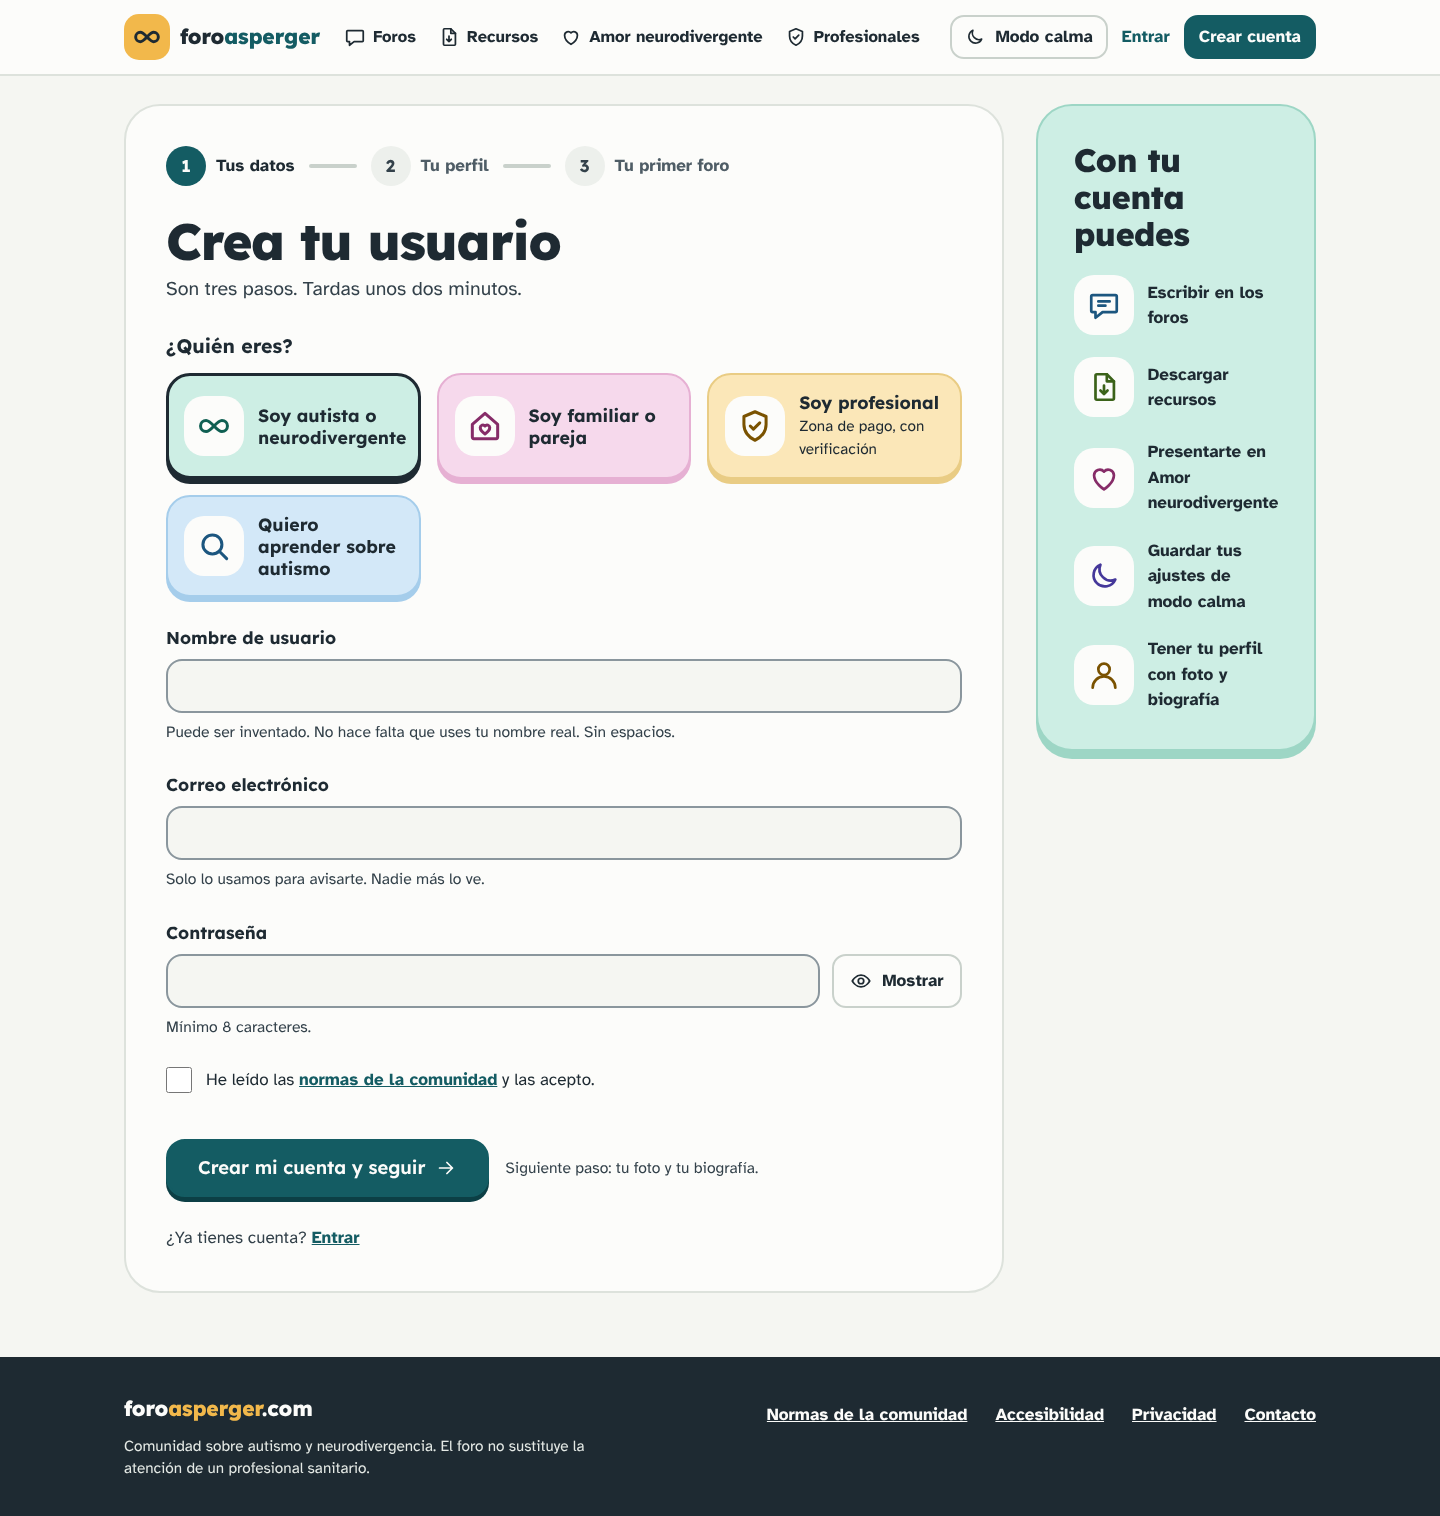 foroasperger
Foros
Recursos
Amor neurodivergente
Profesionales
Modo calma
Entrar
Crear cuenta
1 Tus datos
2 Tu perfil
3 Tu primer foro
Crea tu usuario
Son tres pasos. Tardas unos dos minutos.
¿Quién eres?
Soy autista o
neurodivergente
Soy familiar o
pareja
Soy profesional
Zona de pago, con
verificación
Quiero
aprender sobre
autismo
Nombre de usuario
Puede ser inventado. No hace falta que uses tu nombre real. Sin espacios.
Correo electrónico
Solo lo usamos para avisarte. Nadie más lo ve.
Contraseña
Mostrar
Mínimo 8 caracteres.
He leído las normas de la comunidad y las acepto.
Crear mi cuenta y seguir →
Siguiente paso: tu foto y tu biografía.
¿Ya tienes cuenta? Entrar
Con tu
cuenta
puedes
Escribir en los
foros
Descargar
recursos
Presentarte en
Amor
neurodivergente
Guardar tus
ajustes de
modo calma
Tener tu perfil
con foto y
biografía
foroasperger.com
Comunidad sobre autismo y neurodivergencia. El foro no sustituye la
atención de un profesional sanitario.
Normas de la comunidad
Accesibilidad
Privacidad
Contacto